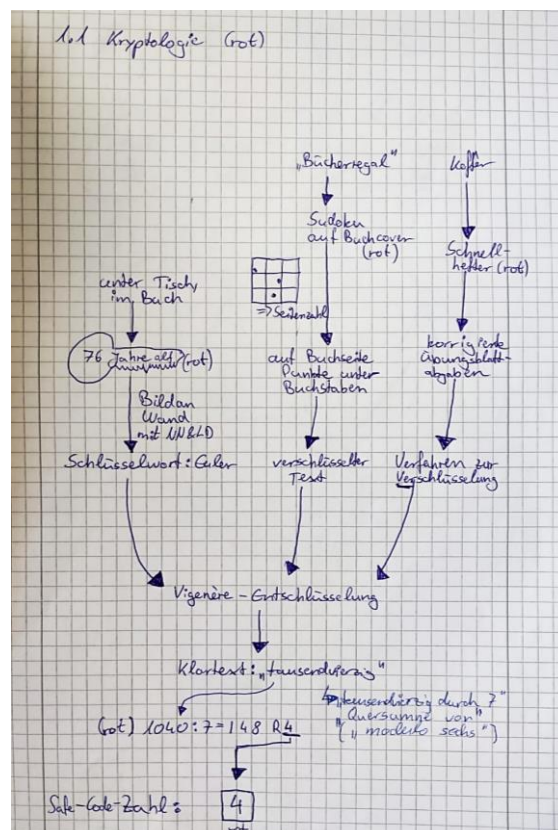 1.1 Kryptologie (rot)
„Bücherregal"
Koffer
Sudoku
auf Buchcover
(rot)
Schnell-
hefter (rot)
unter Tisch,
im Buch
=> Seitenzahl
76 Jahre alt (rot)
auf Buchseite
Punkte unter
Buchstaben
korrigierte
Übungsblatt-
abgaben
Bild an
Wand
mit NN&LD
Schlüsselwort: Euler
verschlüsselter
Text
Verfahren zur
Verschlüsselung
Vigenère - Entschlüsselung
Klartext: „tausendvierzig"
„tausendvierzig durch 7"
(rot) 1040 : 7 = 148 R 4
„Quersumme von"
[„ modulo sechs"]
Safe-Code-Zahl: 4
rot